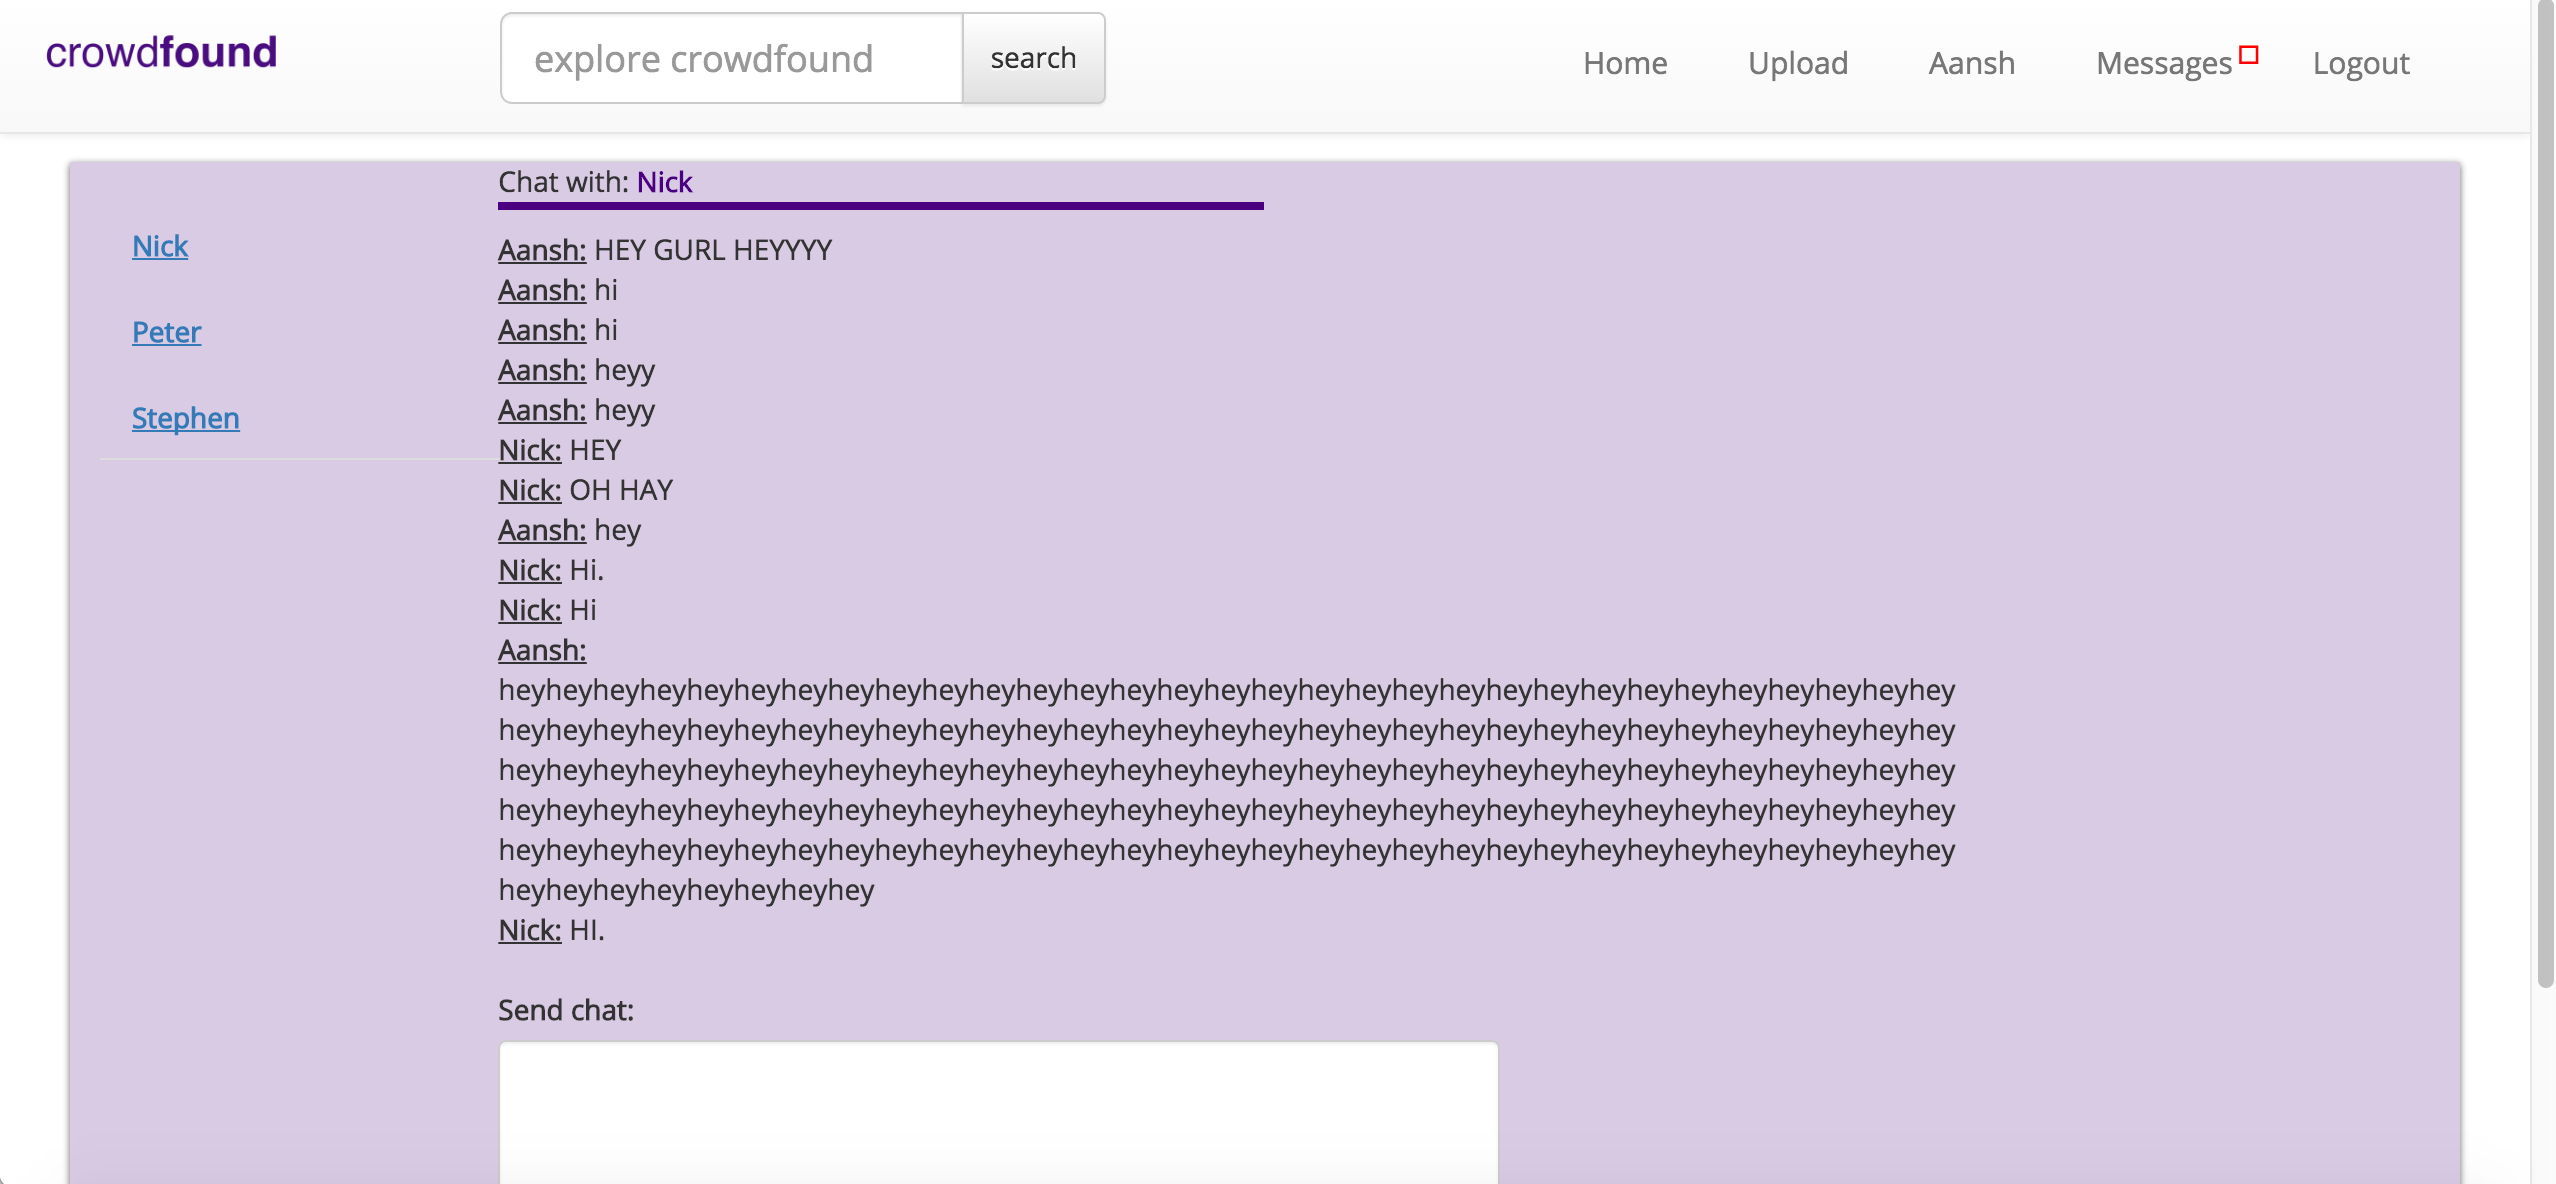 crowdfound
explore crowdfound
search
Home
Upload
Aansh
Messages
Logout
Nick
Peter
Stephen
Chat with: Nick
Aansh: HEY GURL HEYYYY
Aansh: hi
Aansh: hi
Aansh: heyy
Aansh: heyy
Nick: HEY
Nick: OH HAY
Aansh: hey
Nick: Hi.
Nick: Hi
Aansh:
heyheyheyheyheyheyheyheyheyheyheyheyheyheyheyheyheyheyheyheyheyheyheyheyheyheyheyheyheyheyhey
heyheyheyheyheyheyheyheyheyheyheyheyheyheyheyheyheyheyheyheyheyheyheyheyheyheyheyheyheyheyhey
heyheyheyheyheyheyheyheyheyheyheyheyheyheyheyheyheyheyheyheyheyheyheyheyheyheyheyheyheyheyhey
heyheyheyheyheyheyheyheyheyheyheyheyheyheyheyheyheyheyheyheyheyheyheyheyheyheyheyheyheyheyhey
heyheyheyheyheyheyheyheyheyheyheyheyheyheyheyheyheyheyheyheyheyheyheyheyheyheyheyheyheyheyhey
heyheyheyheyheyheyheyhey
Nick: HI.
Send chat: